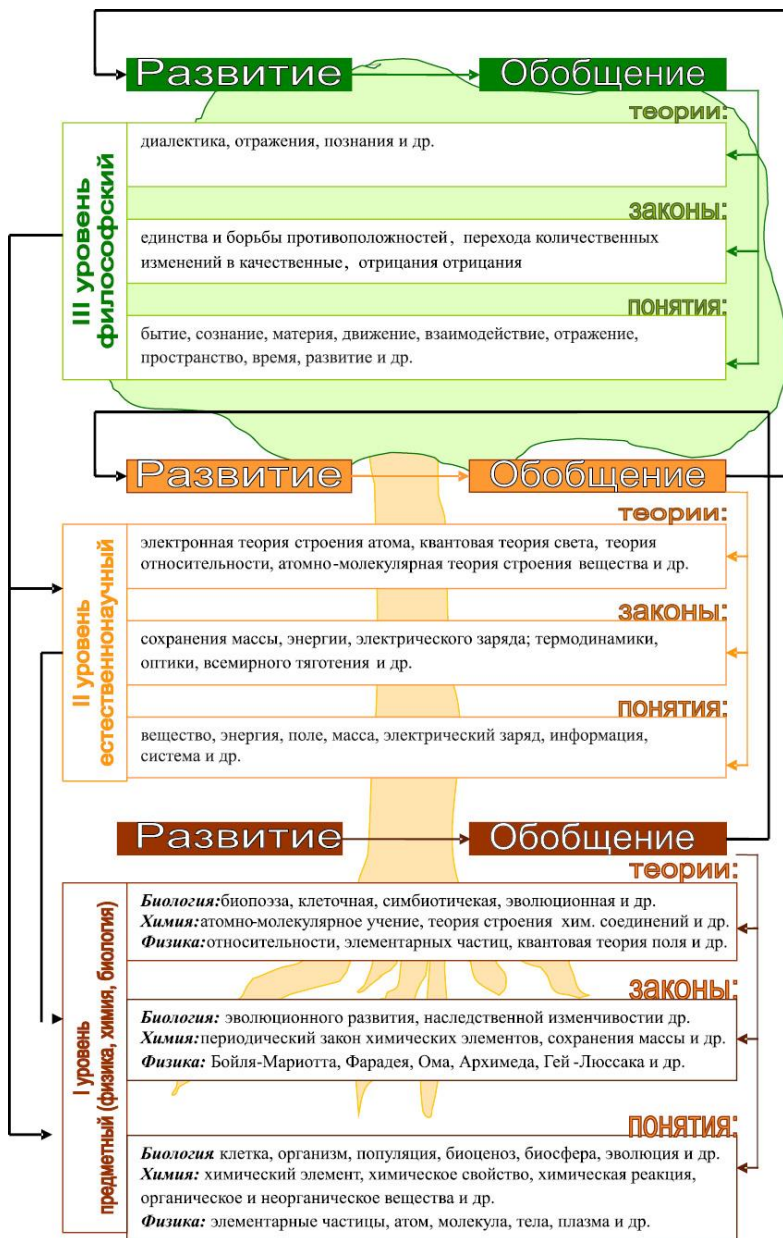 Развитие
Обобщение
теории:
диалектика, отражения, познания и др.
законы:
единства и борьбы противоположностей, перехода количественных
изменений в качественные, отрицания отрицания
понятия:
бытие, сознание, материя, движение, взаимодействие, отражение,
пространство, время, развитие и др.
III уровень
философский
Развитие
Обобщение
теории:
электронная теория строения атома, квантовая теория света, теория
относительности, атомно-молекулярная теория строения вещества и др.
законы:
сохранения массы, энергии, электрического заряда; термодинамики,
оптики, всемирного тяготения и др.
понятия:
вещество, энергия, поле, масса, электрический заряд, информация,
система и др.
II уровень
естественнонаучный
Развитие
Обобщение
теории:
Биология:биопоэза, клеточная, симбиотичекая, эволюционная и др.
Химия:атомно-молекулярное учение, теория строения хим. соединений и др.
Физика:относительности, элементарных частиц, квантовая теория поля и др.
законы:
Биология: эволюционного развития, наследственной изменчивостии др.
Химия:периодический закон химических элементов, сохранения массы и др.
Физика: Бойля-Мариотта, Фарадея, Ома, Архимеда, Гей-Люссака и др.
понятия:
Биология клетка, организм, популяция, биоценоз, биосфера, эволюция и др.
Химия: химический элемент, химическое свойство, химическая реакция,
органическое и неорганическое вещества и др.
Физика: элементарные частицы, атом, молекула, тела, плазма и др.
I уровень
предметный (физика, химия, биология)